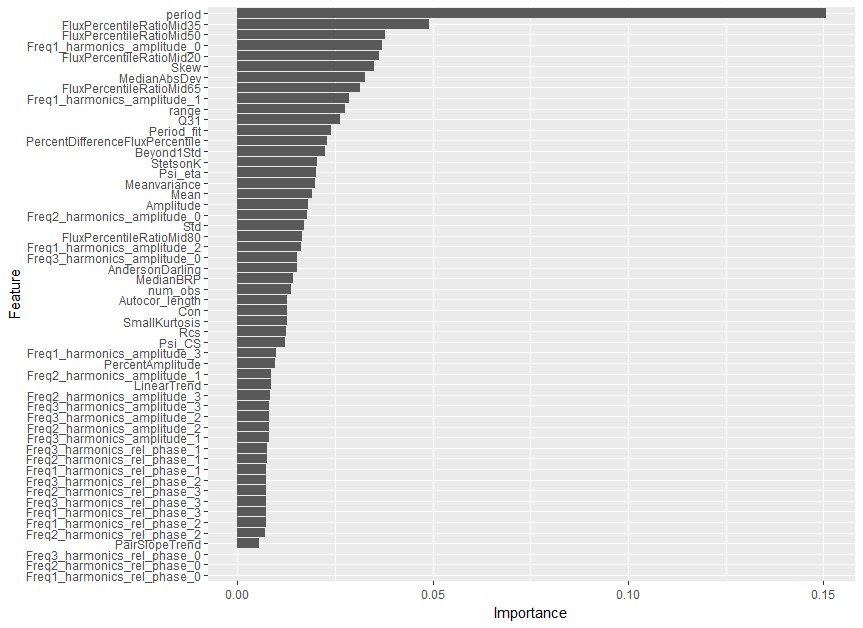 period
FluxPercentileRatioMid35
FluxPercentileRatioMid50
Freq1_harmonics_amplitude_0
FluxPercentileRatioMid20
Skew
MedianAbsDev
FluxPercentileRatioMid65
Freq1_harmonics_amplitude_1
range
Q31
Period_fit
PercentDifferenceFluxPercentile
Beyond1Std
StetsonK
Psi_eta
Meanvariance
Mean
Amplitude
Freq2_harmonics_amplitude_0
Std
FluxPercentileRatioMid80
Freq1_harmonics_amplitude_2
Freq3_harmonics_amplitude_0
AndersonDarling
MedianBRP
num_obs
Autocor_length
Con
SmallKurtosis
Rcs
Psi_CS
Freq1_harmonics_amplitude_3
PercentAmplitude
Freq2_harmonics_amplitude_1
LinearTrend
Freq2_harmonics_amplitude_3
Freq3_harmonics_amplitude_3
Freq3_harmonics_amplitude_2
Freq2_harmonics_amplitude_2
Freq3_harmonics_amplitude_1
Freq3_harmonics_rel_phase_1
Freq2_harmonics_rel_phase_1
Freq1_harmonics_rel_phase_1
Freq3_harmonics_rel_phase_2
Freq2_harmonics_rel_phase_3
Freq3_harmonics_rel_phase_3
Freq1_harmonics_rel_phase_3
Freq1_harmonics_rel_phase_2
Freq2_harmonics_rel_phase_2
PairSlopeTrend
Freq3_harmonics_rel_phase_0
Freq2_harmonics_rel_phase_0
Freq1_harmonics_rel_phase_0
Feature
0.00 0.05 0.10 0.15
Importance